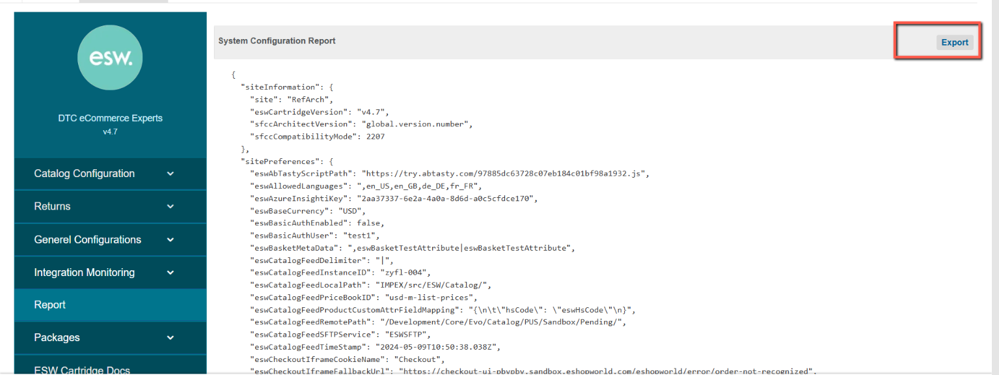 esw.
DTC eCommerce Experts
v4.7
Catalog Configuration
Returns
Generel Configurations
Integration Monitoring
Report
Packages
ESW Cartridge Docs
System Configuration Report
Export
{
"siteInformation": {
"site": "RefArch",
"eswCartridgeVersion": "v4.7",
"sfccArchitectVersion": "global.version.number",
"sfccCompatibilityMode": 2207
},
"sitePreferences": {
"eswAbTastyScriptPath": "https://try.abtasty.com/97885dc63728c07eb184c01bf98a1932.js",
"eswAllowedLanguages": ",en_US,en_GB,de_DE,fr_FR",
"eswAzureInsightiKey": "2aa37337-6e2a-4a0a-8d6d-a0c5cfdce170",
"eswBaseCurrency": "USD",
"eswBasicAuthEnabled": false,
"eswBasicAuthUser": "test1",
"eswBasketMetaData": ",eswBasketTestAttribute|eswBasketTestAttribute",
"eswCatalogFeedDelimiter": "|",
"eswCatalogFeedInstanceID": "zyfl-004",
"eswCatalogFeedLocalPath": "IMPEX/src/ESW/Catalog/",
"eswCatalogFeedPriceBookID": "usd-m-list-prices",
"eswCatalogFeedProductCustomAttrFieldMapping": "{\n\t\"hsCode\": \"eswHsCode\"\n}",
"eswCatalogFeedRemotePath": "/Development/Core/Evo/Catalog/PUS/Sandbox/Pending/",
"eswCatalogFeedSFTPService": "ESWSFTP",
"eswCatalogFeedTimeStamp": "2024-05-09T10:50:38.038Z",
"eswCheckoutIframeCookieName": "Checkout",
"eswCheckoutIframeFallbackUrl": "https://checkout-ui-pbypby.sandbox.eshopworld.com/eshopworld/error/order-not-recognized",